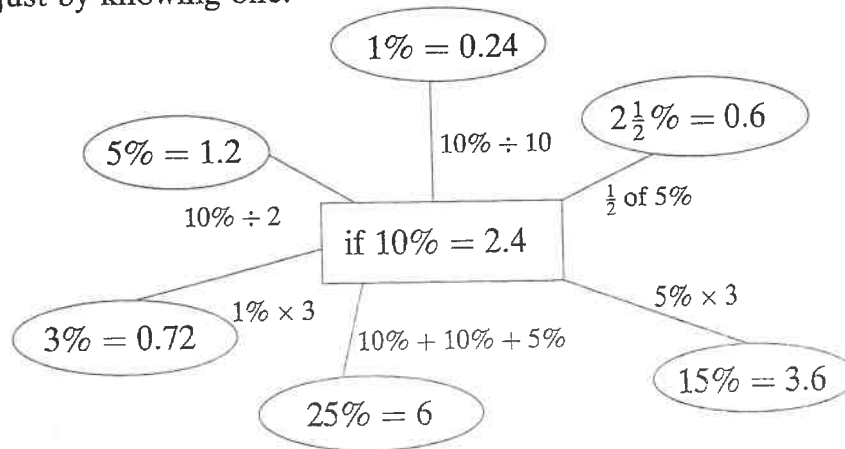 just by knowing one.
1% = 0.24
2½% = 0.6
5% = 1.2
10% ÷ 10
½ of 5%
10% ÷ 2
if 10% = 2.4
5% × 3
1% × 3
3% = 0.72
10% + 10% + 5%
15% = 3.6
25% = 6